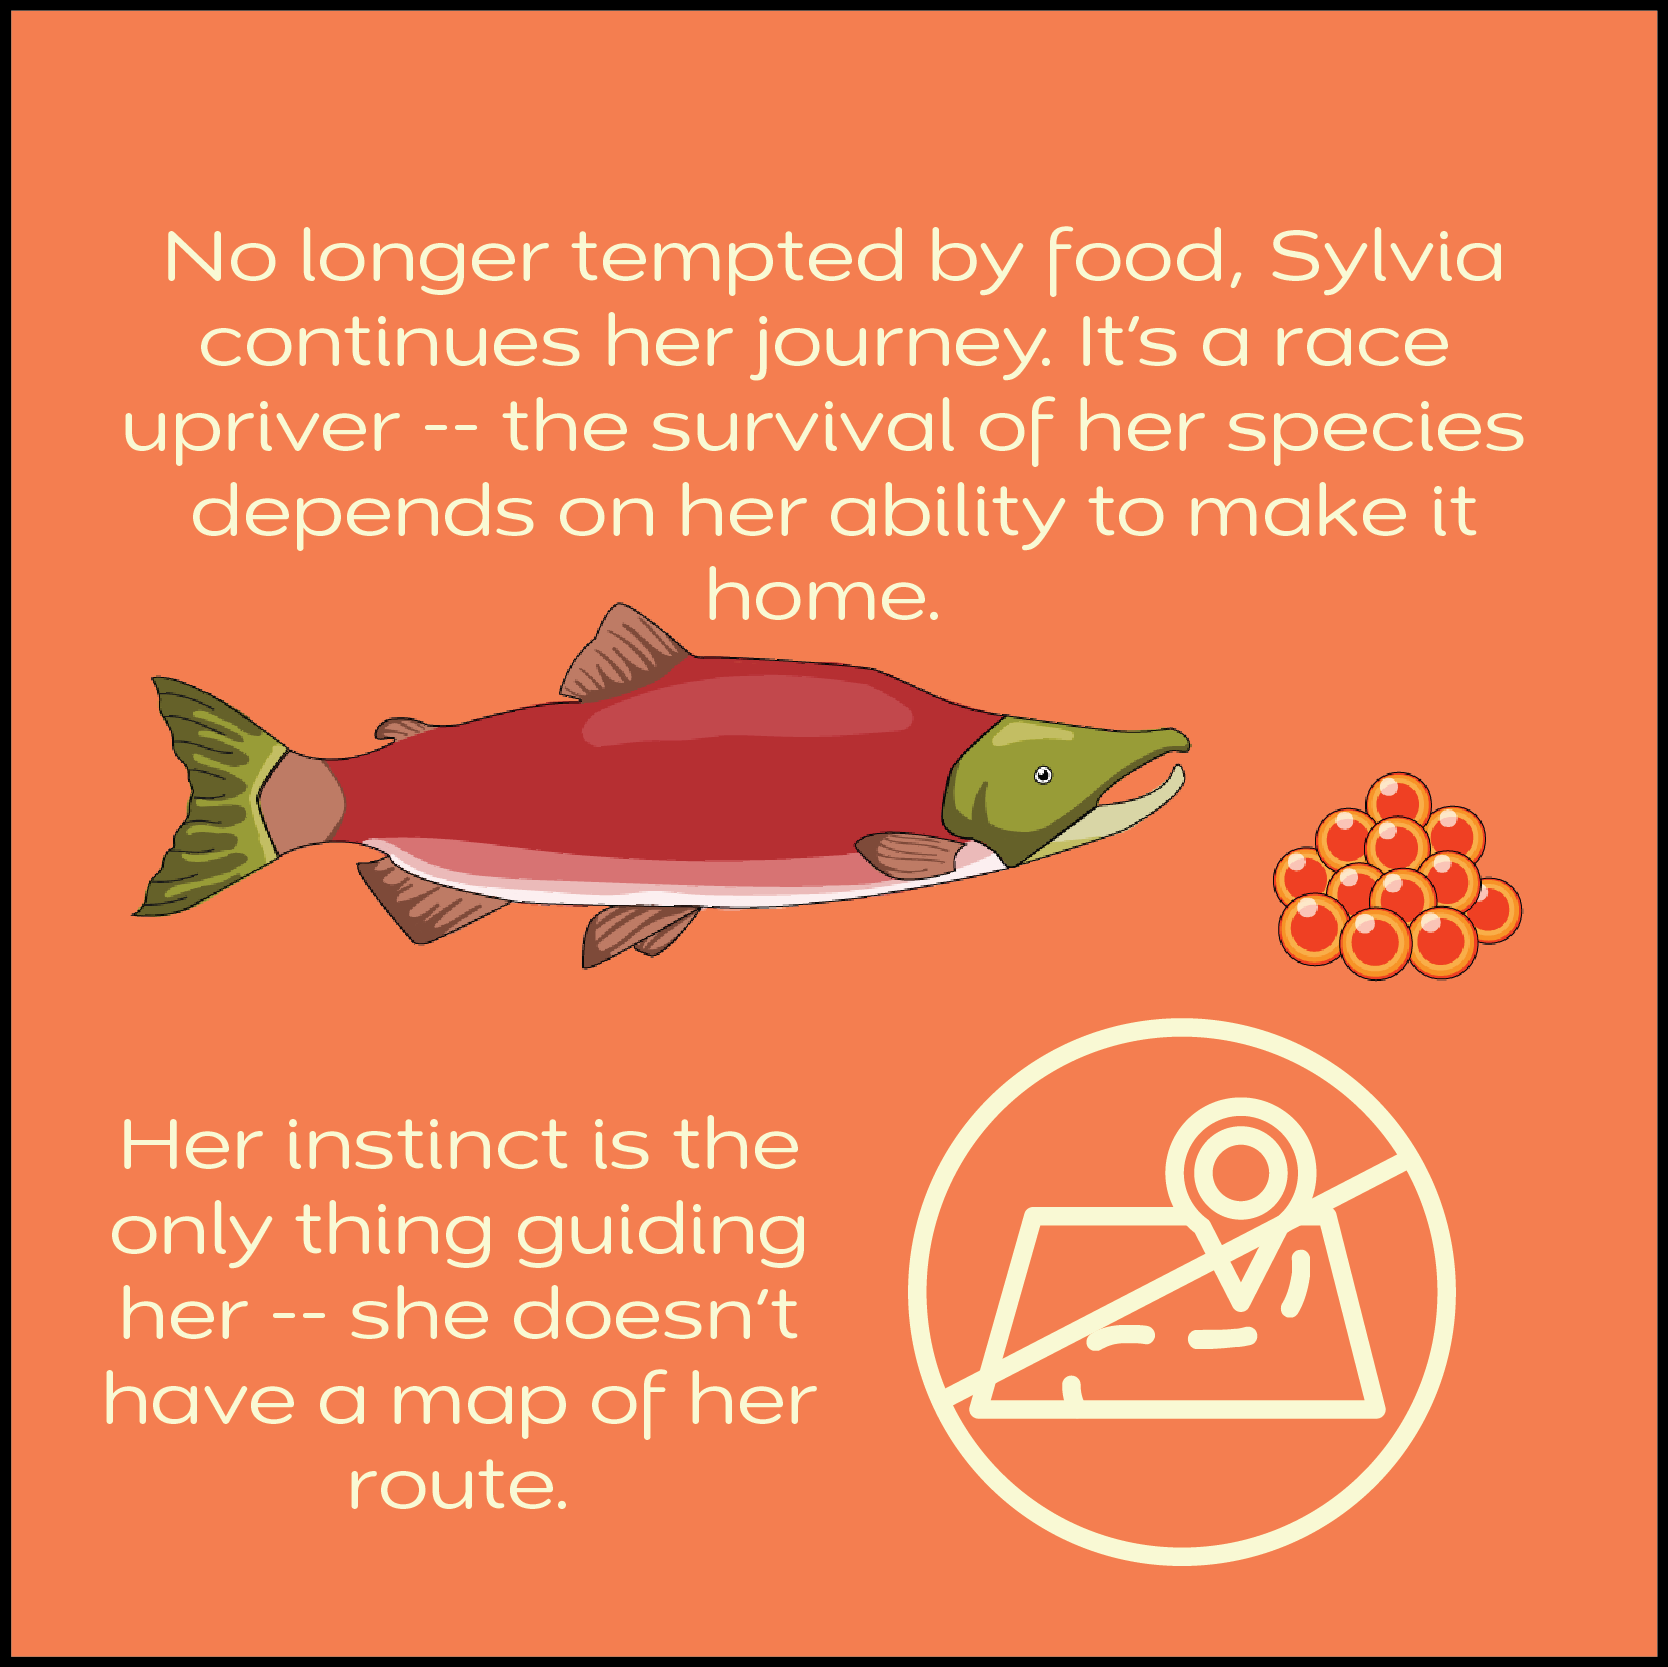 No longer tempted by food, Sylvia
continues her journey. It’s a race
upriver -- the survival of her species
depends on her ability to make it
home.
Her instinct is the
only thing guiding
her -- she doesn’t
have a map of her
route.